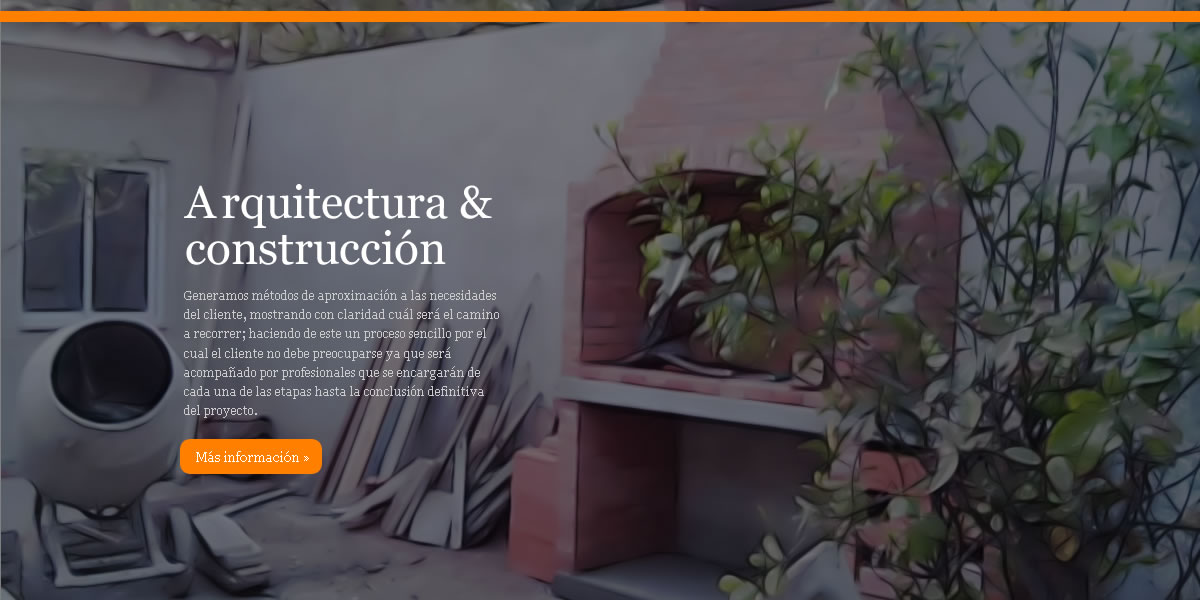 Arquitectura &
construcción
Generamos métodos de aproximación a las necesidades
del cliente, mostrando con claridad cuál será el camino
a recorrer; haciendo de este un proceso sencillo por el
cual el cliente no debe preocuparse ya que será
acompañado por profesionales que se encargarán de
cada una de las etapas hasta la conclusión definitiva
del proyecto.
Más información »